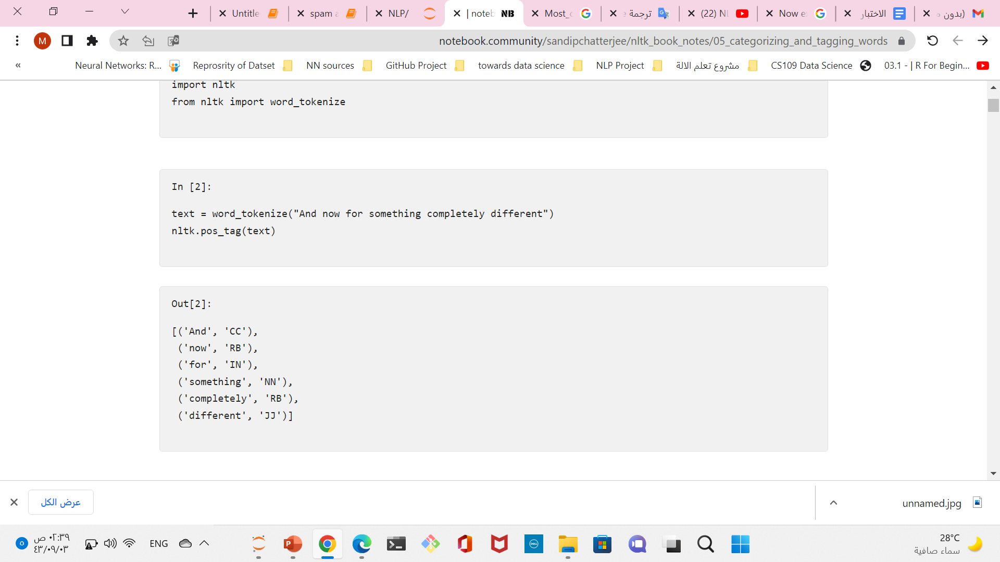 Untitle
spam a
NLP/
| noteb
NB
Most_c
ترجمة e
(22) NL
Now e
الاختبار
(بدون م
M
notebook.community/sandipchatterjee/nltk_book_notes/05_categorizing_and_tagging_words
«
Neural Networks: R...
Reprosrity of Datset
NN sources
GitHub Project
towards data science
NLP Project
مشروع تعلم الالة
CS109 Data Science
03.1 - | R For Begin...
import nltk
from nltk import word_tokenize
In [2]:
text = word_tokenize("And now for something completely different")
nltk.pos_tag(text)
Out[2]:
[('And', 'CC'),
('now', 'RB'),
('for', 'IN'),
('something', 'NN'),
('completely', 'RB'),
('different', 'JJ')]
عرض الكل
unnamed.jpg
٥
٠٢:٣٩ ص
٤٣/٠٩/٠٣
ENG
28°C
سماء صافية